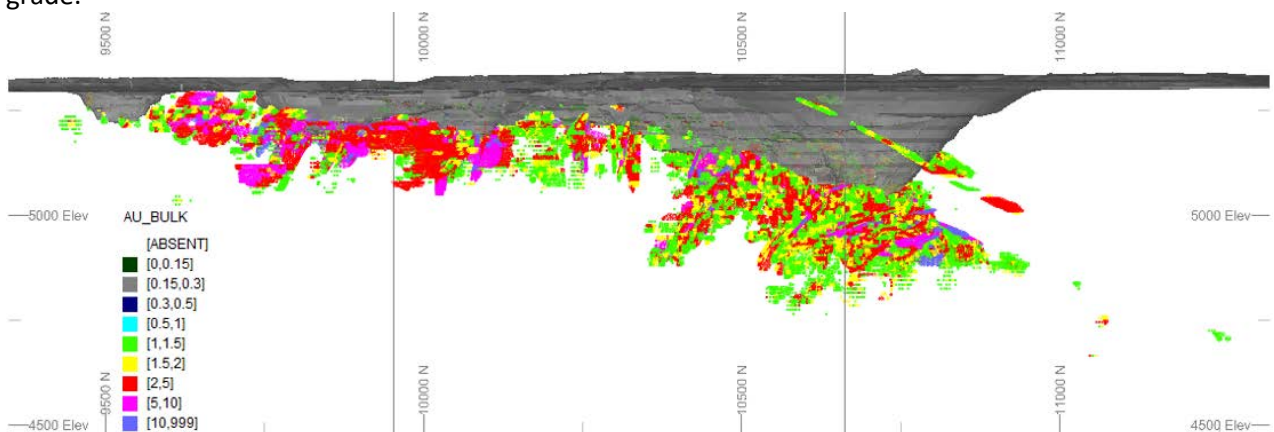 grade.
9500 N
10000 N
10500 N
11000 N
5000 Elev
5000 Elev
AU_BULK
[ABSENT]
[0,0.15]
[0.15,0.3]
[0.3,0.5]
[0.5,1]
[1,1.5]
[1.5,2]
[2,5]
[5,10]
[10,999]
9500 N
10000 N
10500 N
11000 N
4500 Elev
4500 Elev